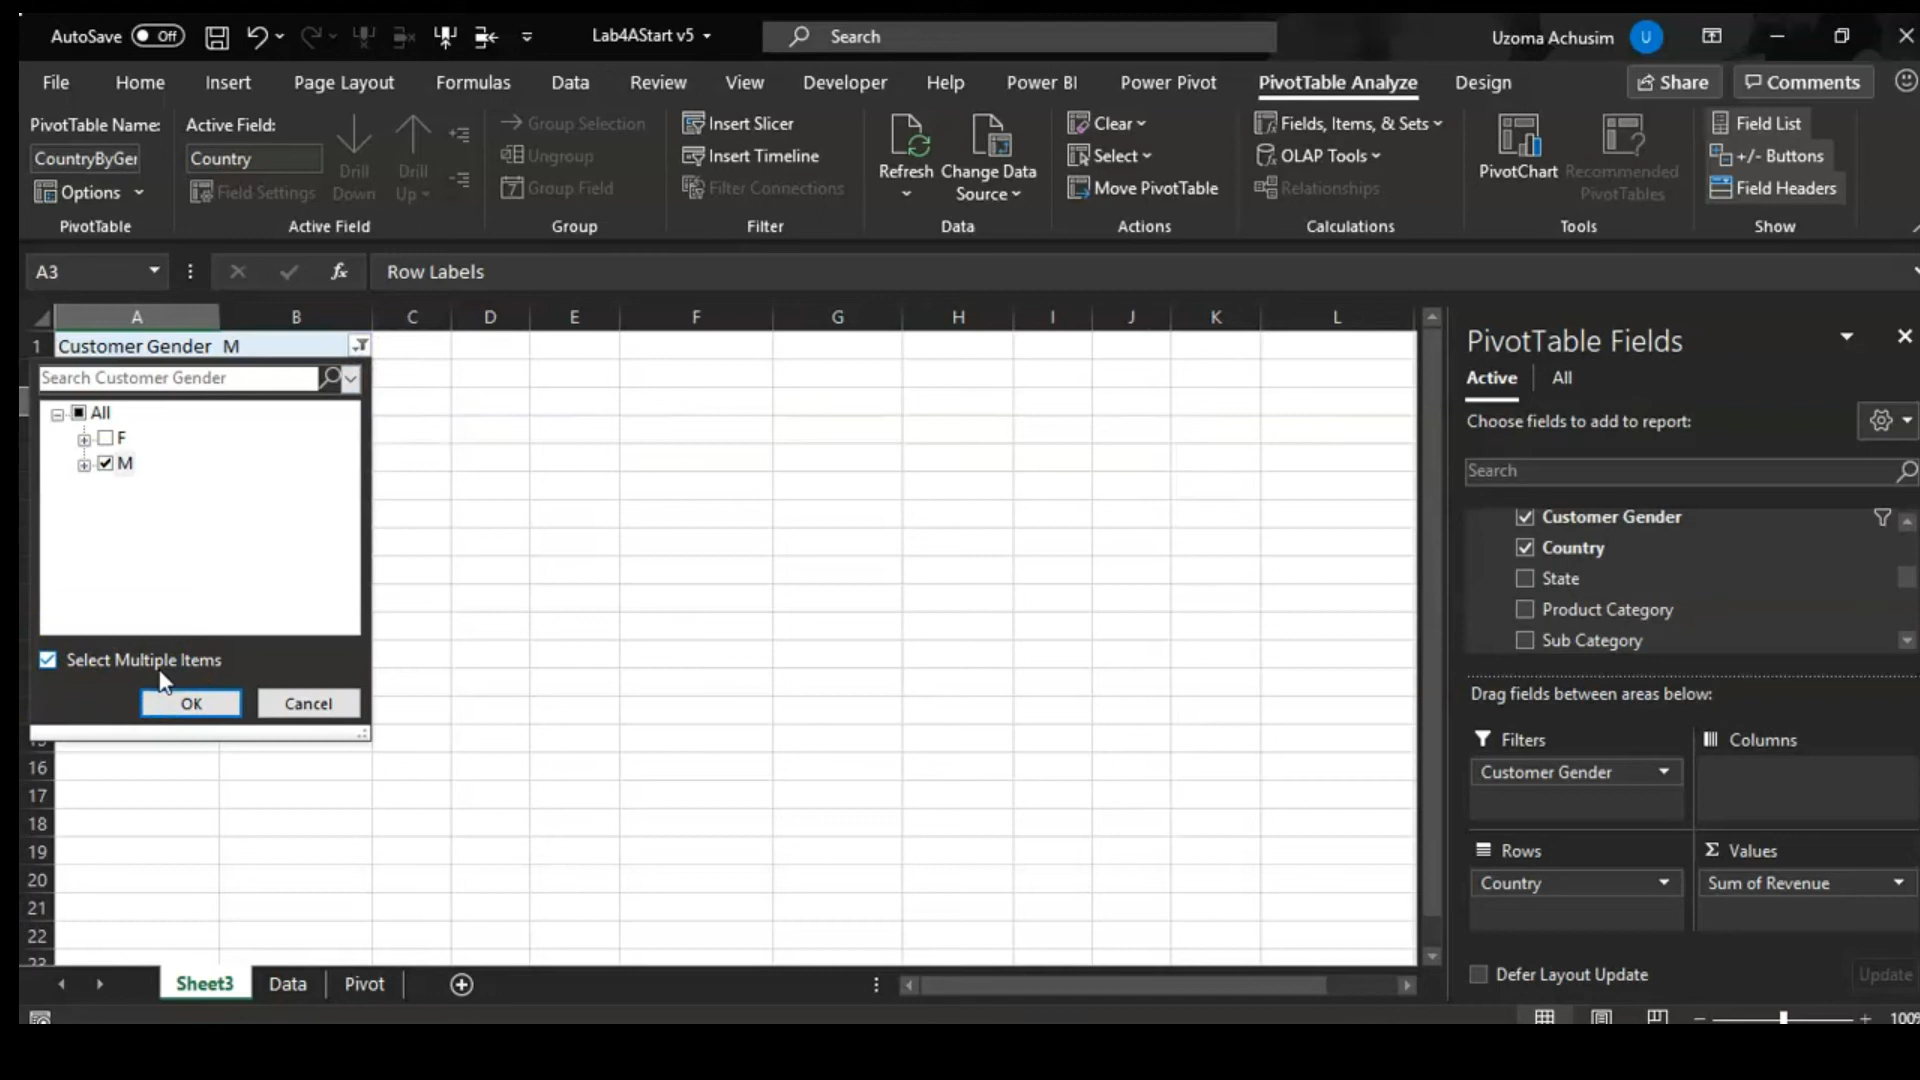 AutoSave Off Lab4AStart v5 Search Uzoma Achusim U
File Home Insert Page Layout Formulas Data Review View Developer Help Power BI Power Pivot PivotTable Analyze Design Share Comments
PivotTable Name:
CountryByGer
Options
PivotTable
Active Field:
Country
Field Settings
Drill Down
Drill Up
Active Field
Group Selection
Ungroup
7 Group Field
Group
Insert Slicer
Insert Timeline
Filter Connections
Filter
Refresh
Change Data Source
Data
Clear
Select
Move PivotTable
Actions
Fields, Items, & Sets
OLAP Tools
Relationships
Calculations
PivotChart
Recommended PivotTables
Tools
Field List
+/- Buttons
Field Headers
Show
A3 fx Row Labels
A B C D E F G H I J K L
1 Customer Gender M
Search Customer Gender
All
F
M
Select Multiple Items
OK Cancel
16
17
18
19
20
21
22
23
PivotTable Fields
Active All
Choose fields to add to report:
Search
Customer Gender
Country
State
Product Category
Sub Category
Drag fields between areas below:
Filters
Customer Gender
Columns
Rows
Country
Σ Values
Sum of Revenue
Defer Layout Update Update
Sheet3 Data Pivot
100%